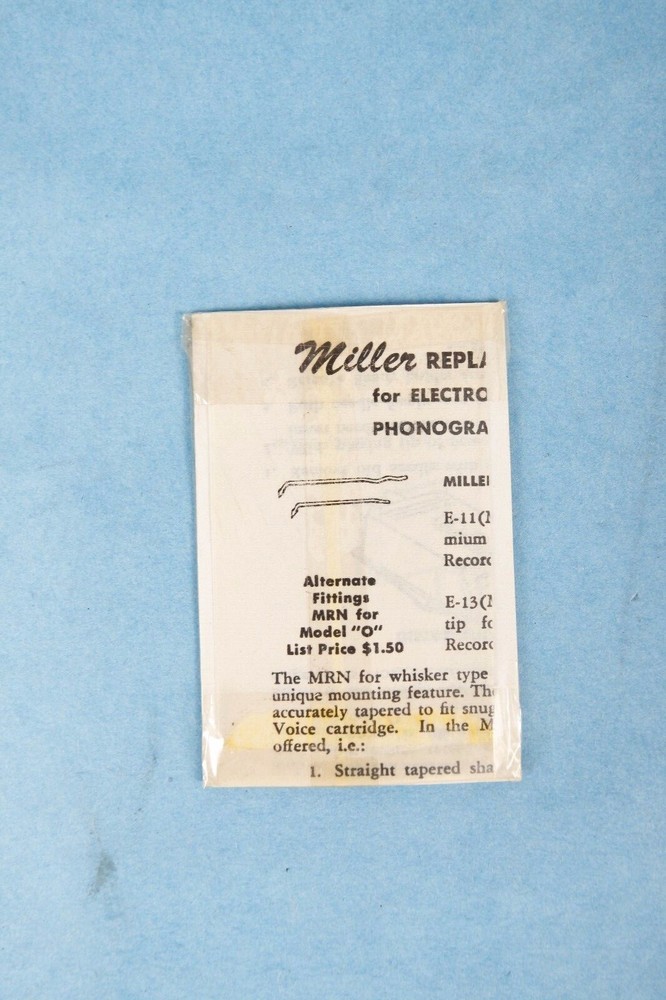 Miller REPLA
for ELECTRO
PHONOGRA
MILLE
E-11(
mium
Recor
Alternate
Fittings
MRN for
Model "O"
List Price $1.50
E-13(
tip fo
Recor
The MRN for whisker type
unique mounting feature. The
accurately tapered to fit snug
Voice cartridge. In the M
offered, i.e.:
1. Straight tapered sha